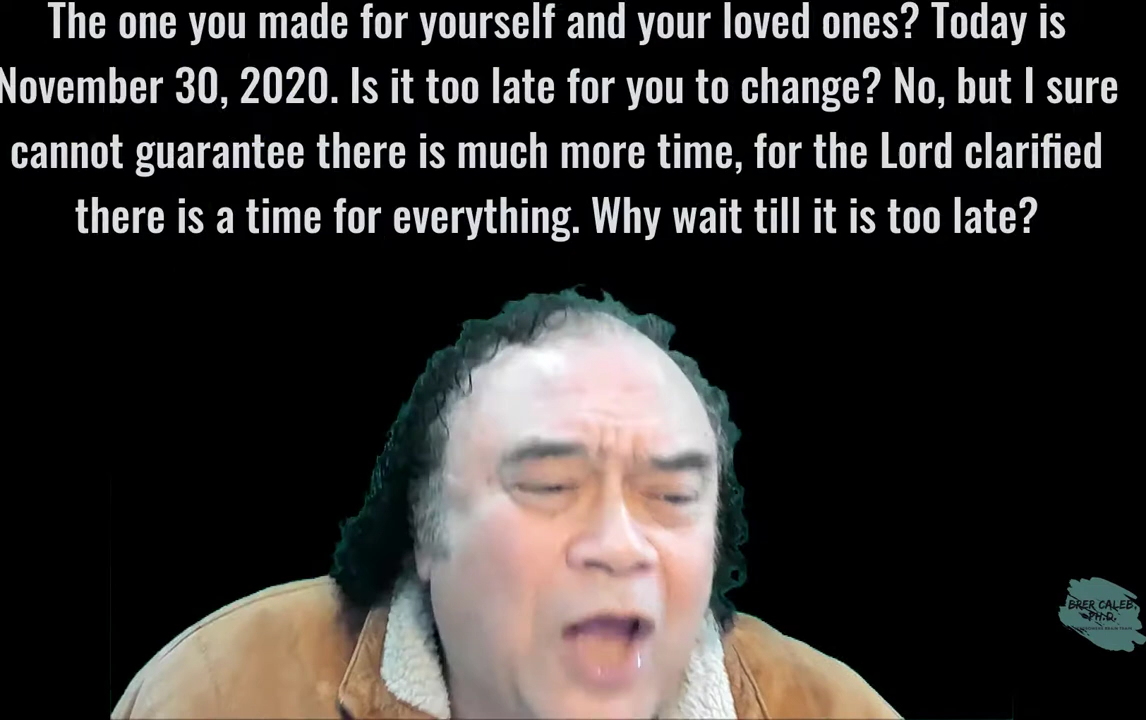 The one you made for yourself and your loved ones? Today is
November 30, 2020. Is it too late for you to change? No, but I sure
cannot guarantee there is much more time, for the Lord clarified
there is a time for everything. Why wait till it is too late?
BRER CALEB,
PH.D.